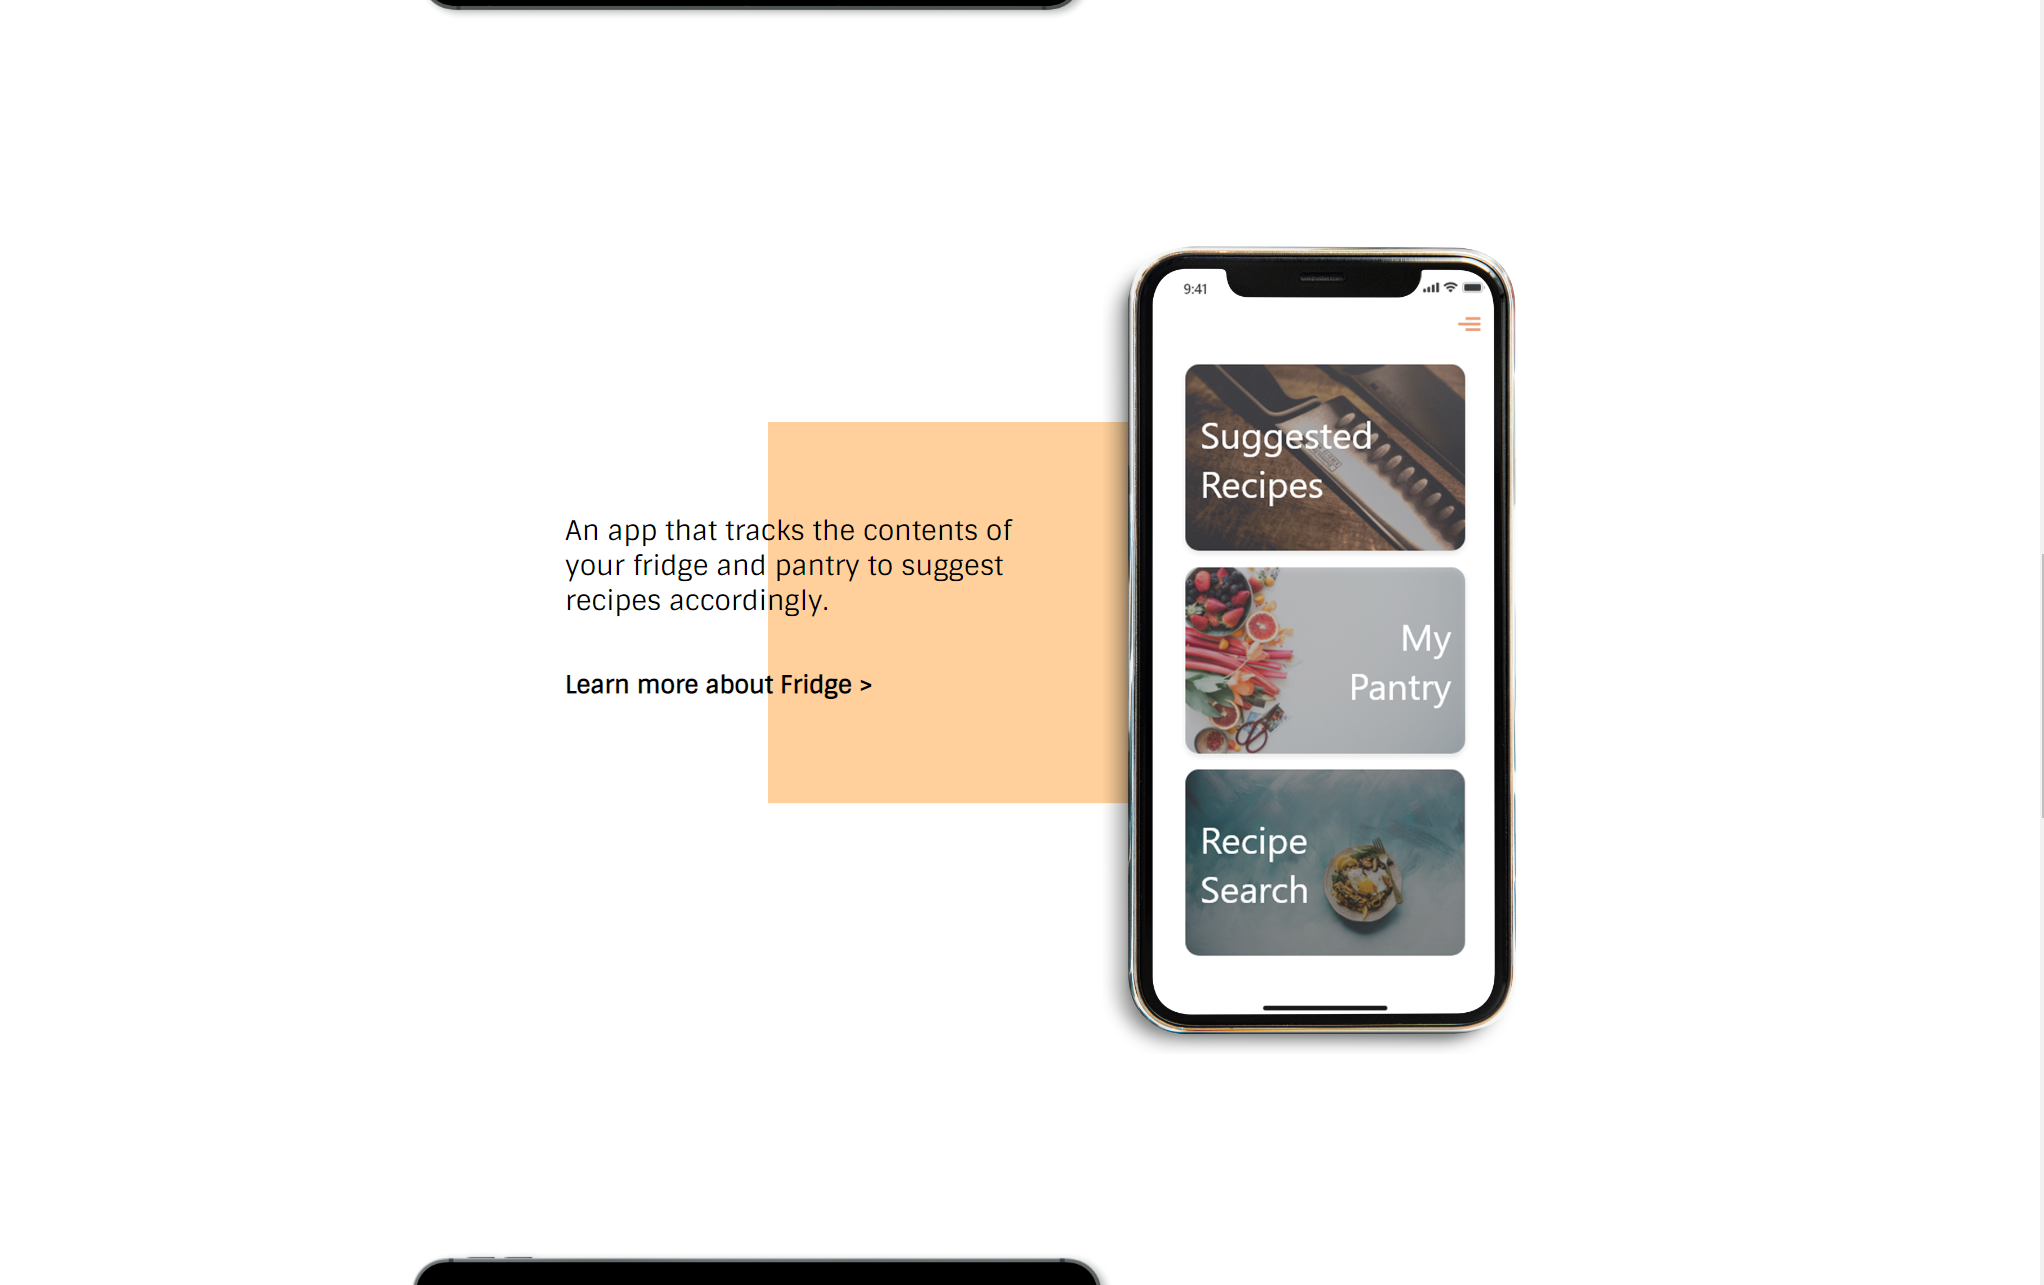 An app that tracks the contents of
your fridge and pantry to suggest
recipes accordingly.
Learn more about Fridge >
9:41
Suggested
Recipes
My
Pantry
Recipe
Search